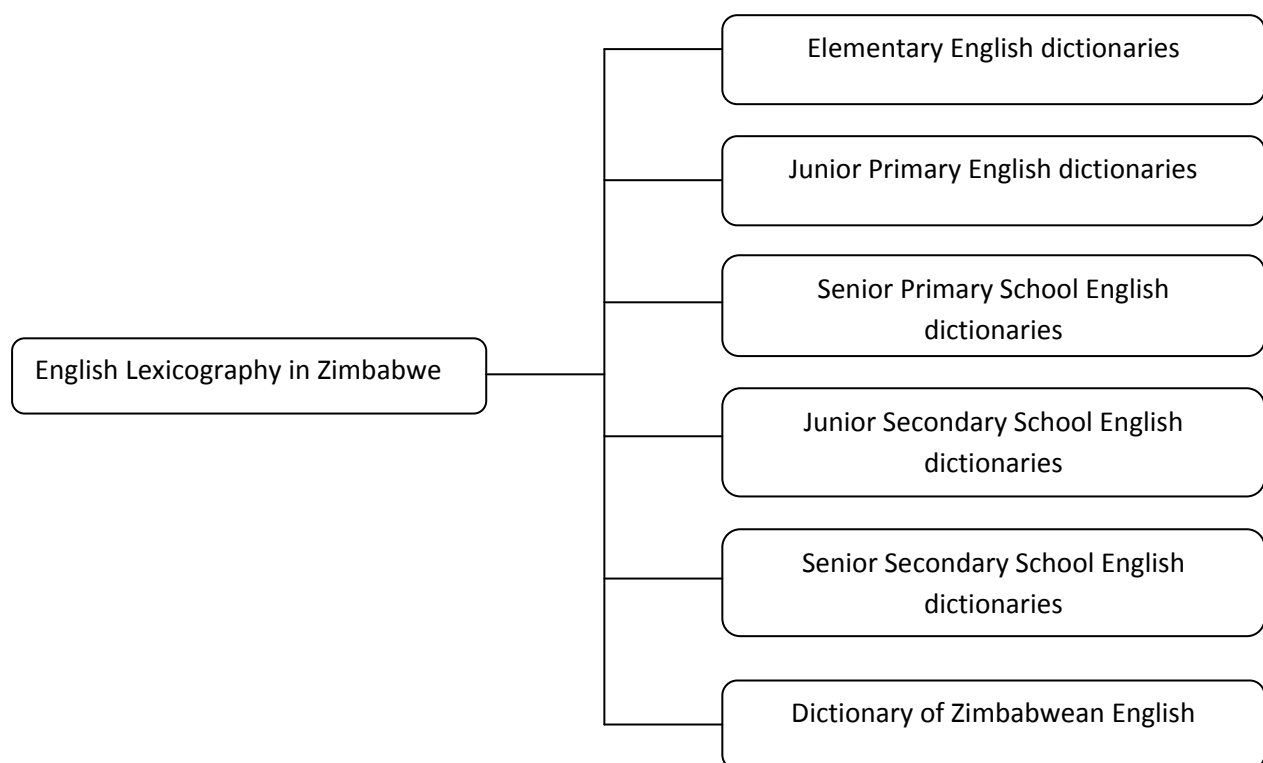 Elementary English dictionaries
Junior Primary English dictionaries
Senior Primary School English
dictionaries
English Lexicography in Zimbabwe
Junior Secondary School English
dictionaries
Senior Secondary School English
dictionaries
Dictionary of Zimbabwean English